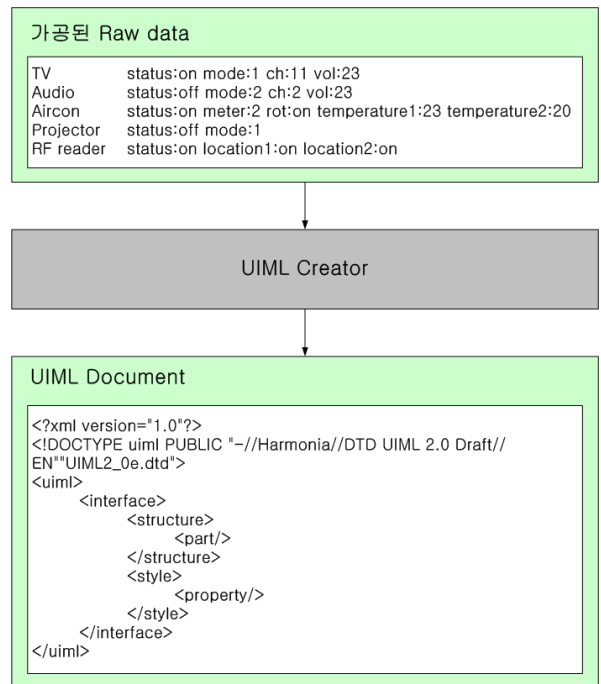 가공된 Raw data
TV status:on mode:1 ch:11 vol:23
Audio status:off mode:2 ch:2 vol:23
Aircon status:on meter:2 rot:on temperature1:23 temperature2:20
Projector status:off mode:1
RF reader status:on location1:on location2:on
UIML Creator
UIML Document
<?xml version="1.0"?>
<!DOCTYPE uiml PUBLIC "-//Harmonia//DTD UIML 2.0 Draft//
EN""UIML2_0e.dtd">
<uiml>
<interface>
<structure>
<part/>
</structure>
<style>
<property/>
</style>
</interface>
</uiml>